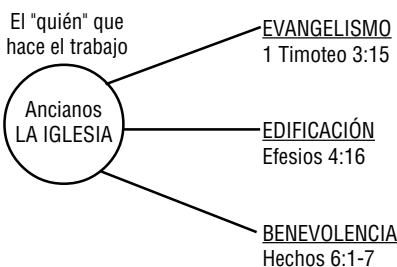 El "quién" que
hace el trabajo
Ancianos
LA IGLESIA
EVANGELISMO
1 Timoteo 3:15
EDIFICACIÓN
Efesios 4:16
BENEVOLENCIA
Hechos 6:1-7